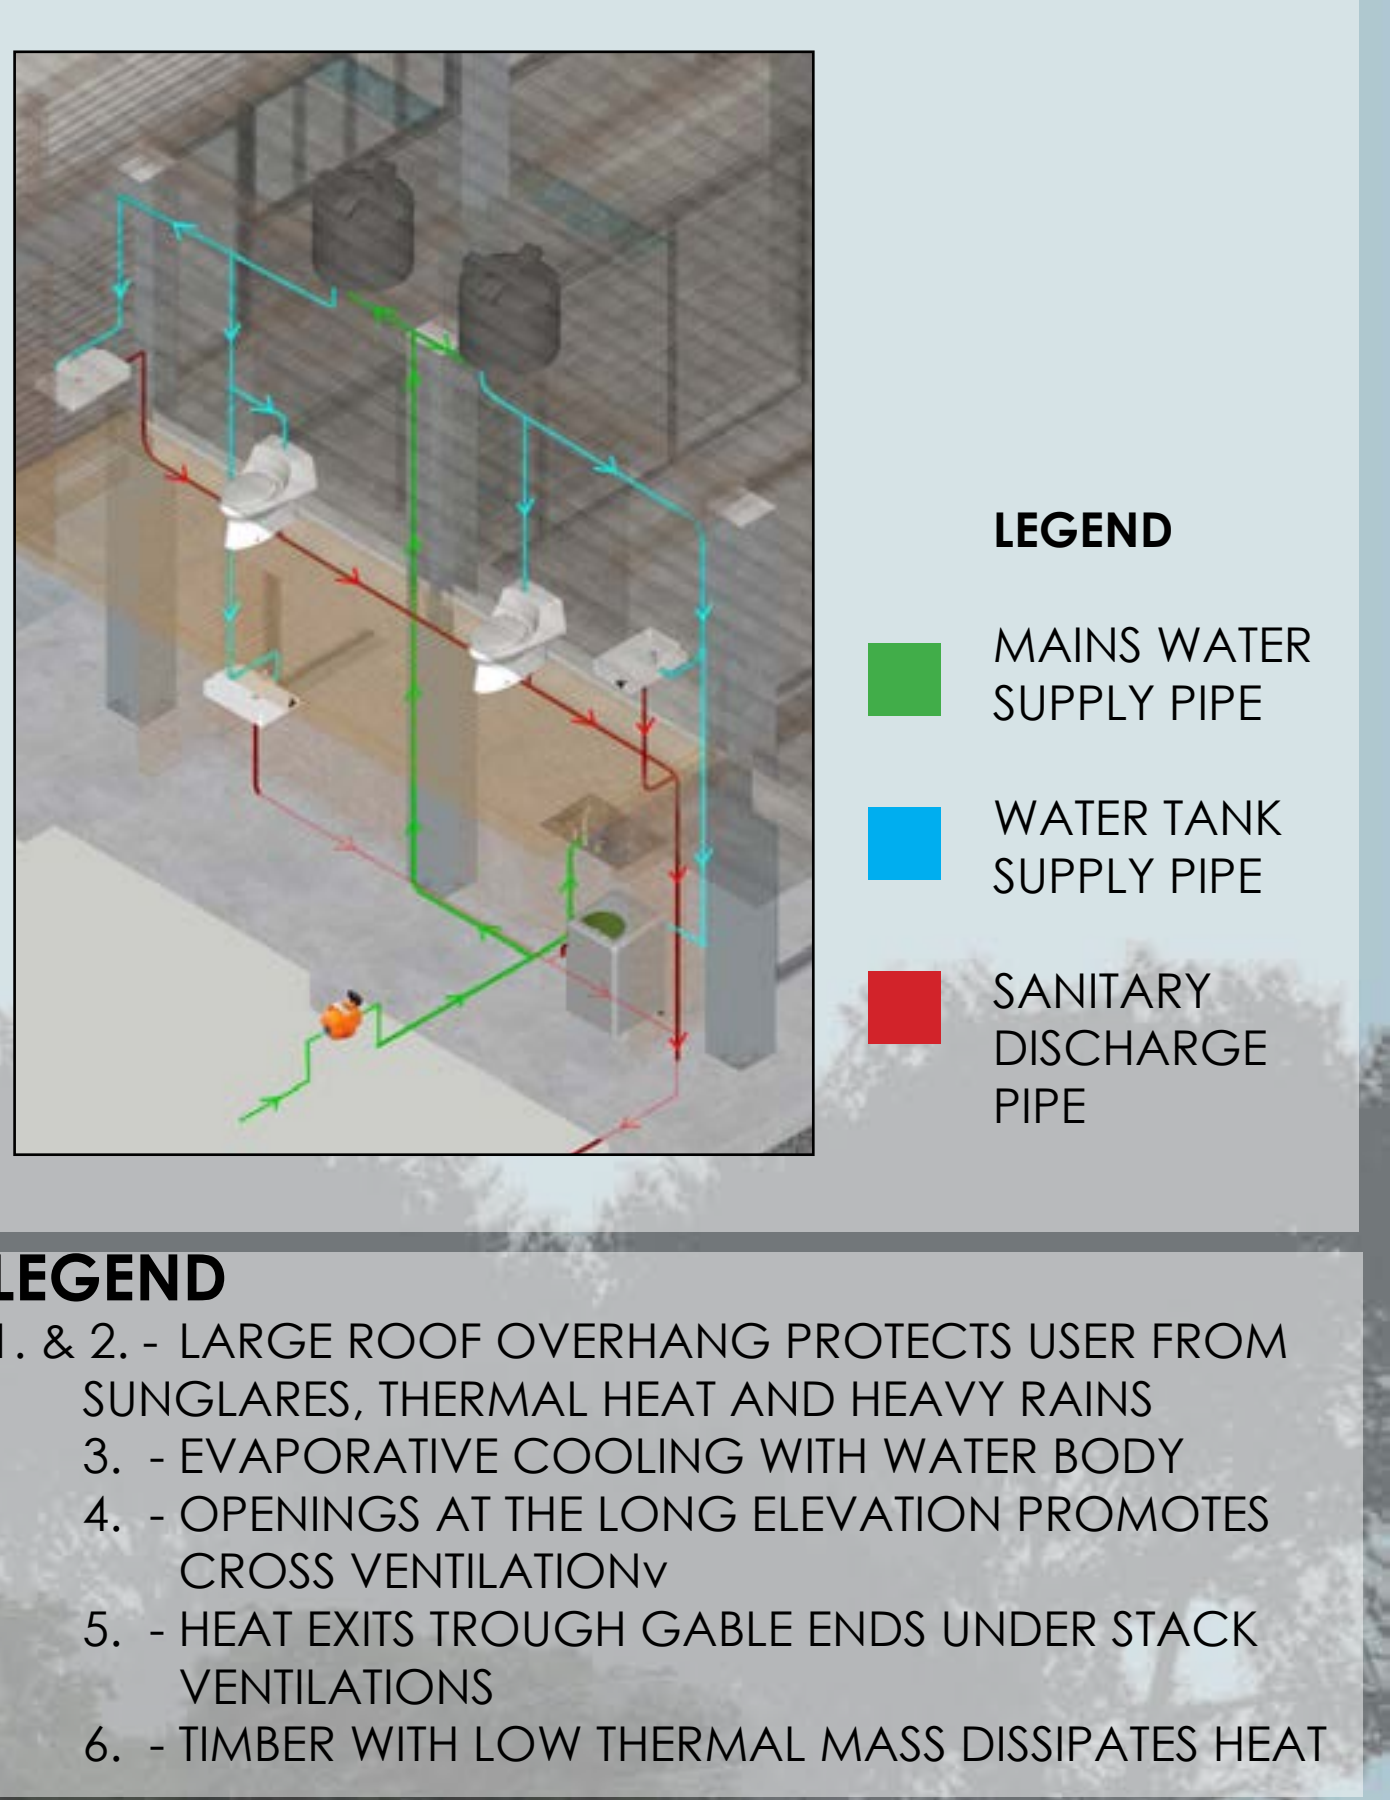 LEGEND
MAINS WATER
SUPPLY PIPE
WATER TANK
SUPPLY PIPE
SANITARY
DISCHARGE
PIPE
LEGEND
1. & 2. - LARGE ROOF OVERHANG PROTECTS USER FROM
SUNGLARES, THERMAL HEAT AND HEAVY RAINS
3. - EVAPORATIVE COOLING WITH WATER BODY
4. - OPENINGS AT THE LONG ELEVATION PROMOTES
CROSS VENTILATIONv
5. - HEAT EXITS TROUGH GABLE ENDS UNDER STACK
VENTILATIONS
6. - TIMBER WITH LOW THERMAL MASS DISSIPATES HEAT